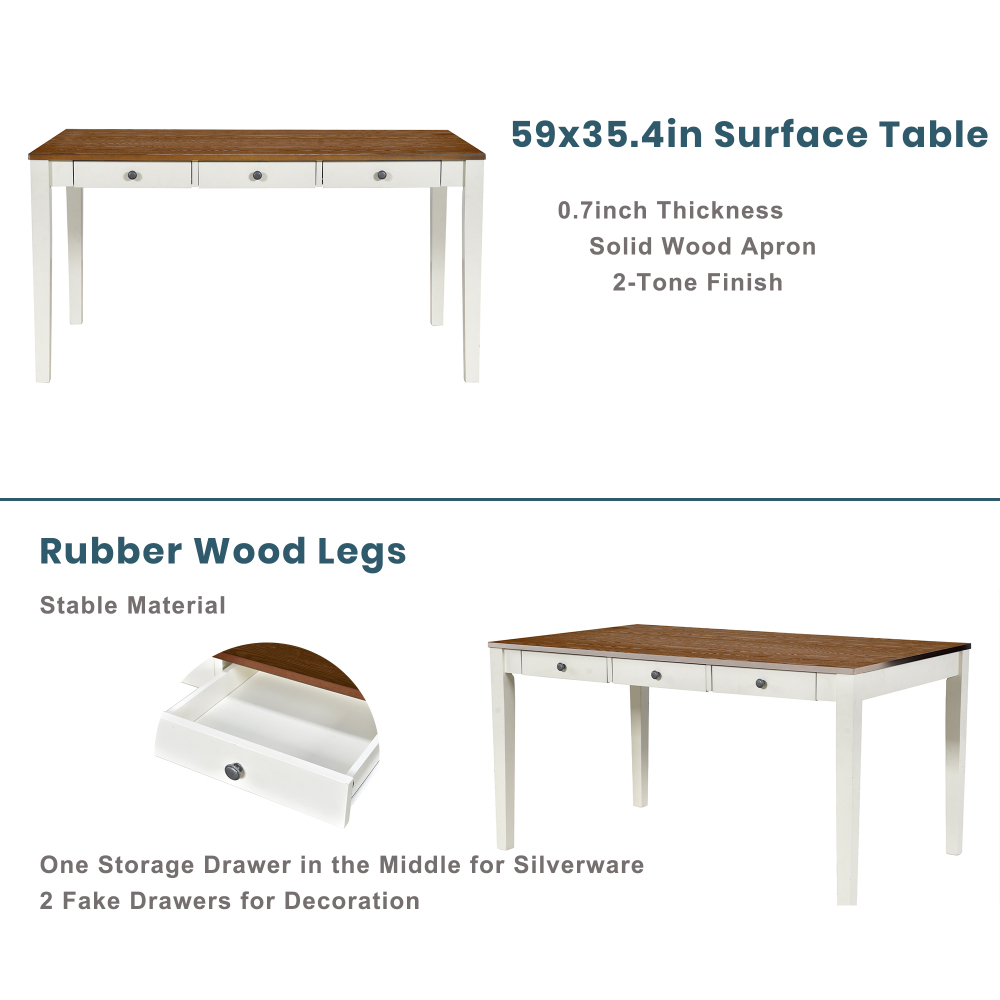 59x35.4in Surface Table
0.7inch Thickness
Solid Wood Apron
2-Tone Finish
Rubber Wood Legs
Stable Material
One Storage Drawer in the Middle for Silverware
2 Fake Drawers for Decoration